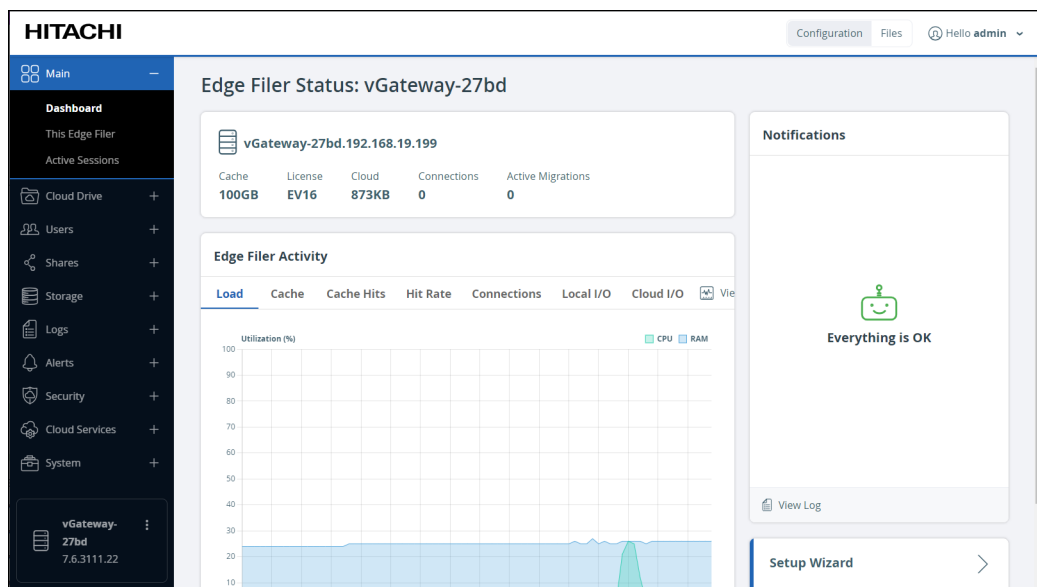 HITACHI
Configuration Files Hello admin
Main
Dashboard
This Edge Filer
Active Sessions
Cloud Drive
Users
Shares
Storage
Logs
Alerts
Security
Cloud Services
System
vGateway-
27bd
7.6.3111.22
Edge Filer Status: vGateway-27bd
vGateway-27bd.192.168.19.199
Cache License Cloud Connections Active Migrations
100GB EV16 873KB 0 0
Edge Filer Activity
Load Cache Cache Hits Hit Rate Connections Local I/O Cloud I/O Vie
Utilization (%) CPU RAM
100
90
80
70
60
50
40
30
20
10
Notifications
Everything is OK
View Log
Setup Wizard